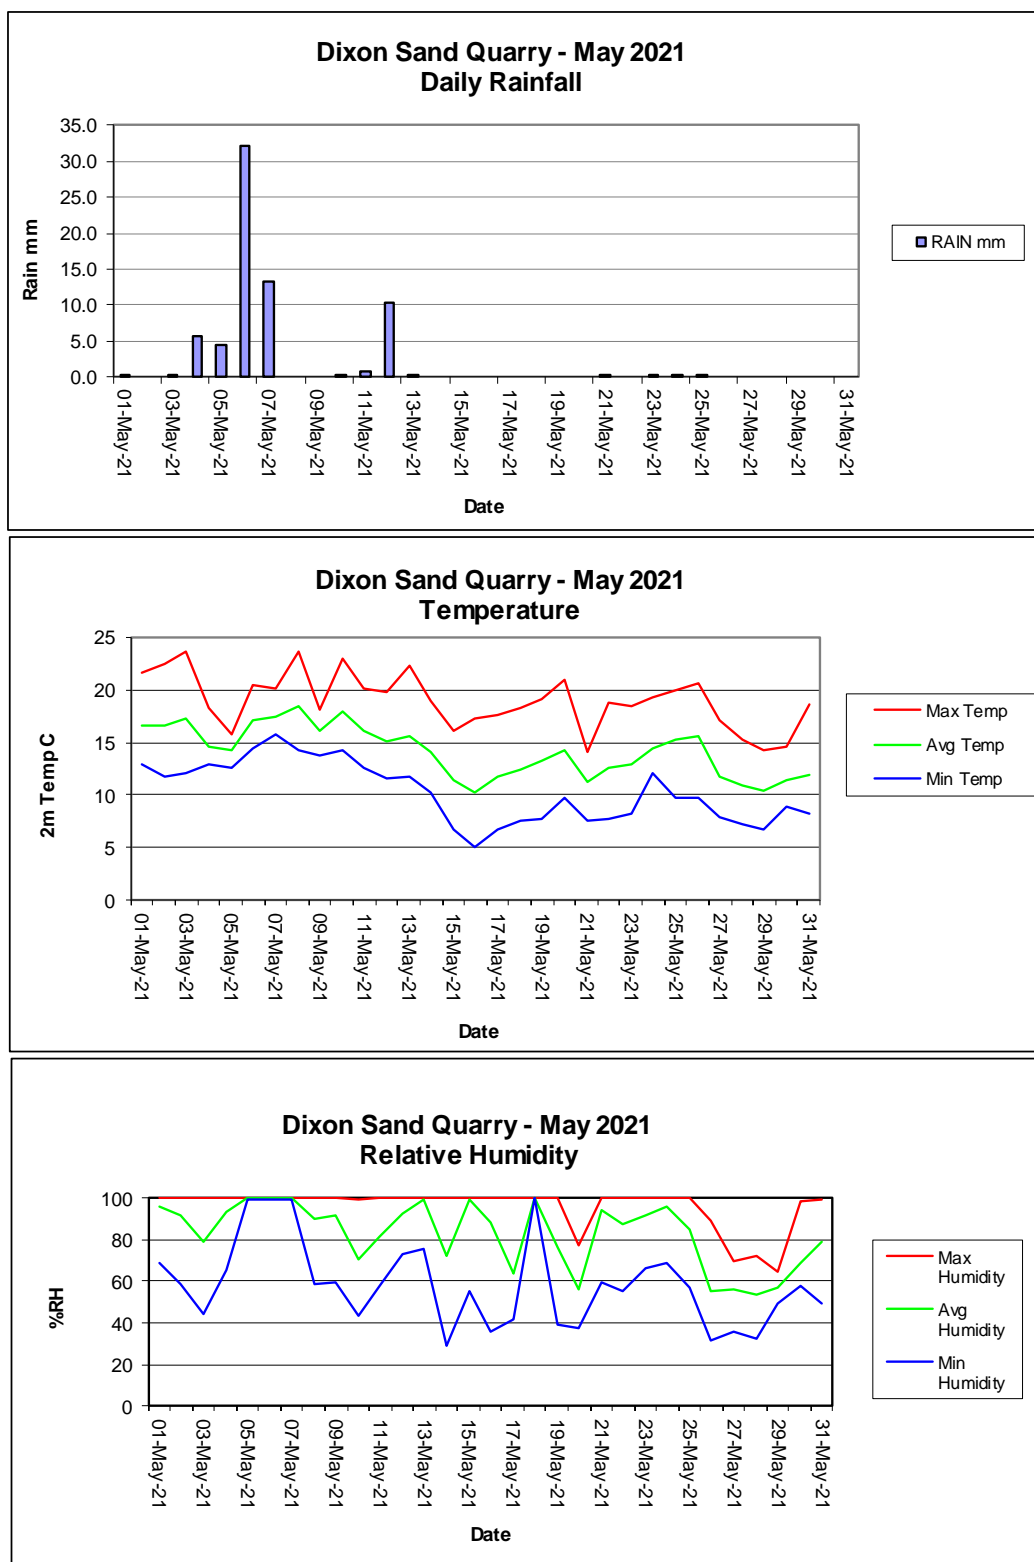 Dixon Sand Quarry - May 2021
Daily Rainfall
35.0
30.0
25.0
20.0
15.0
10.0
5.0
0.0
Rain mm
01-May-21
03-May-21
05-May-21
07-May-21
09-May-21
11-May-21
13-May-21
15-May-21
17-May-21
19-May-21
21-May-21
23-May-21
25-May-21
27-May-21
29-May-21
31-May-21
Date
RAIN mm
Dixon Sand Quarry - May 2021
Temperature
25
20
15
10
5
0
2m Temp C
01-May-21
03-May-21
05-May-21
07-May-21
09-May-21
11-May-21
13-May-21
15-May-21
17-May-21
19-May-21
21-May-21
23-May-21
25-May-21
27-May-21
29-May-21
31-May-21
Date
Max Temp
Avg Temp
Min Temp
Dixon Sand Quarry - May 2021
Relative Humidity
100
80
60
40
20
0
%RH
01-May-21
03-May-21
05-May-21
07-May-21
09-May-21
11-May-21
13-May-21
15-May-21
17-May-21
19-May-21
21-May-21
23-May-21
25-May-21
27-May-21
29-May-21
31-May-21
Date
Max
Humidity
Avg
Humidity
Min
Humidity